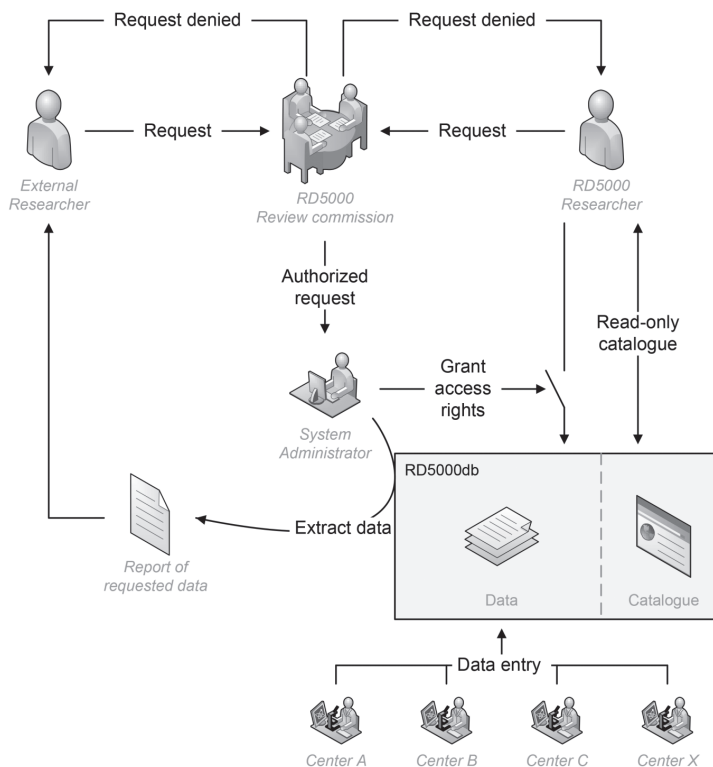 Request denied
Request denied
Request
Request
External
Researcher
RD5000
Review commission
RD5000
Researcher
Authorized
request
Read-only
catalogue
Grant
access
rights
System
Administrator
RD5000db
Extract data
Report of
requested data
Data
Catalogue
Data entry
Center A
Center B
Center C
Center X